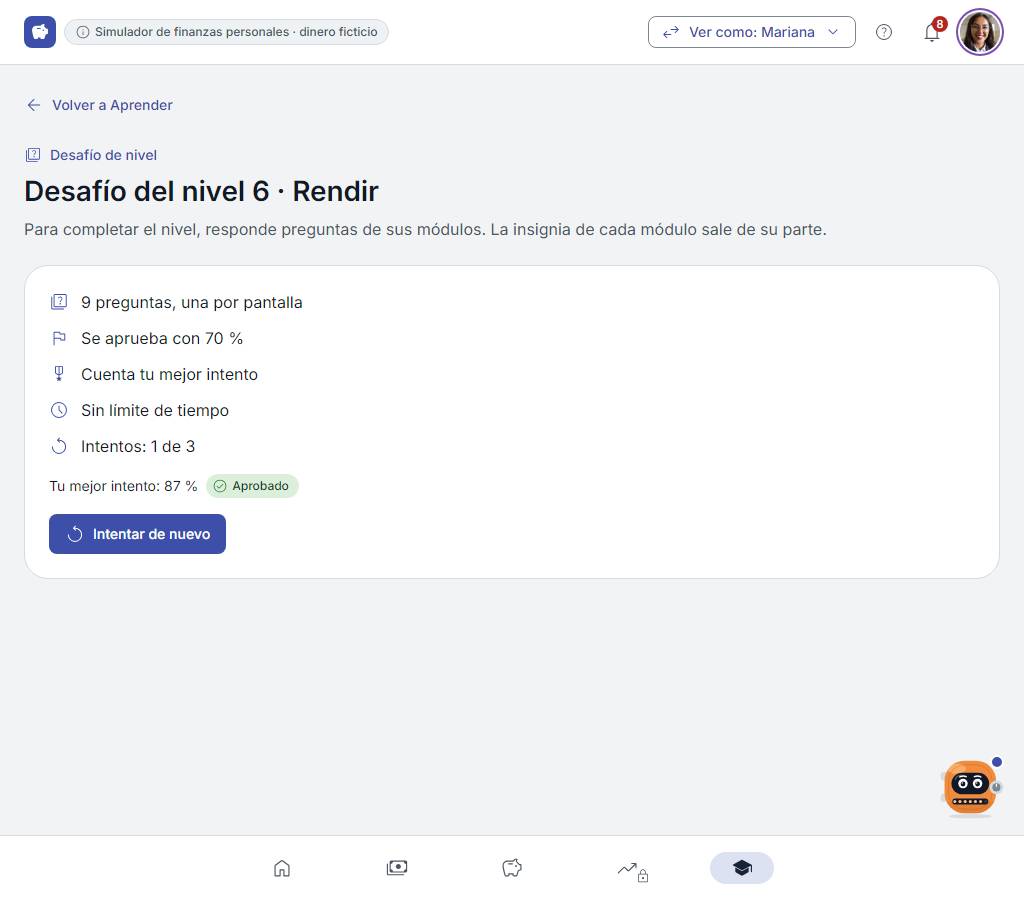 Simulador de finanzas personales · dinero ficticio
Ver como: Mariana
8
Volver a Aprender
Desafío de nivel
Desafío del nivel 6 · Rendir
Para completar el nivel, responde preguntas de sus módulos. La insignia de cada módulo sale de su parte.
9 preguntas, una por pantalla
Se aprueba con 70 %
Cuenta tu mejor intento
Sin límite de tiempo
Intentos: 1 de 3
Tu mejor intento: 87 % Aprobado
Intentar de nuevo